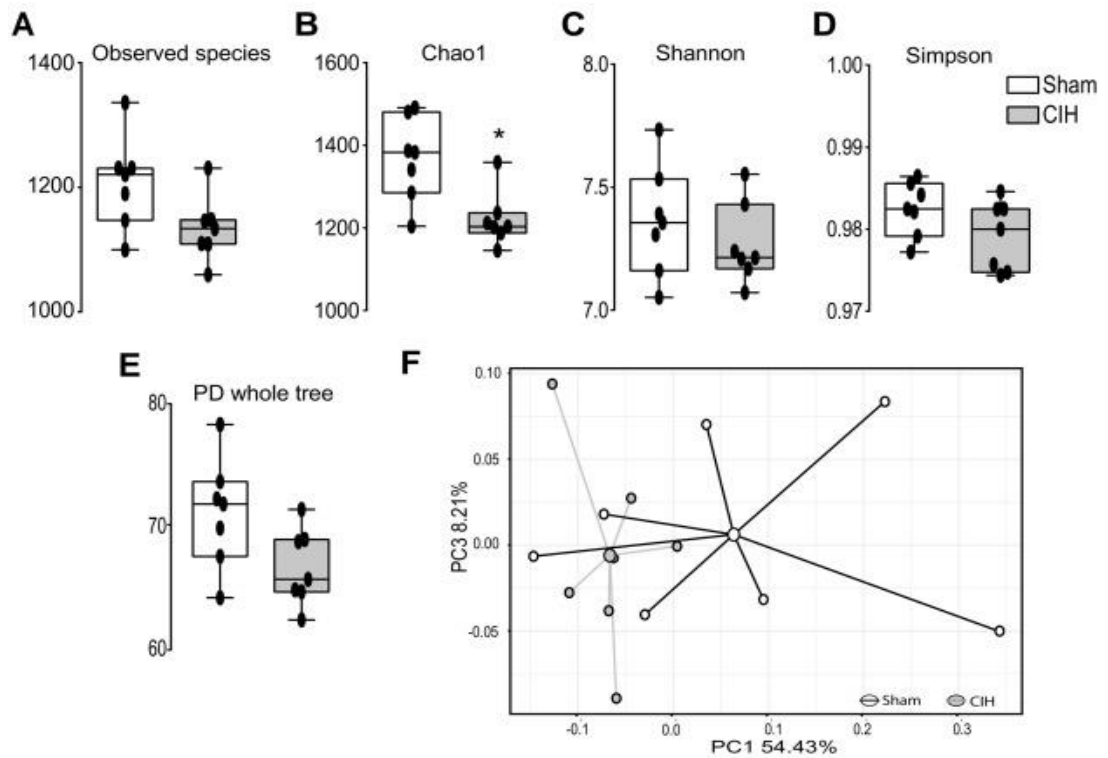 A
Observed species
1400
1200
1000
B
Chao1
1600
1400
1200
1000
*
C
Shannon
8.0
7.5
7.0
D
Simpson
1.00
0.99
0.98
0.97
Sham
CIH
E
PD whole tree
80
70
60
F
0.10
0.05
0.00
-0.05
PC3 8.21%
-0.1
0.0
0.1
0.2
0.3
PC1 54.43%
Sham
CIH